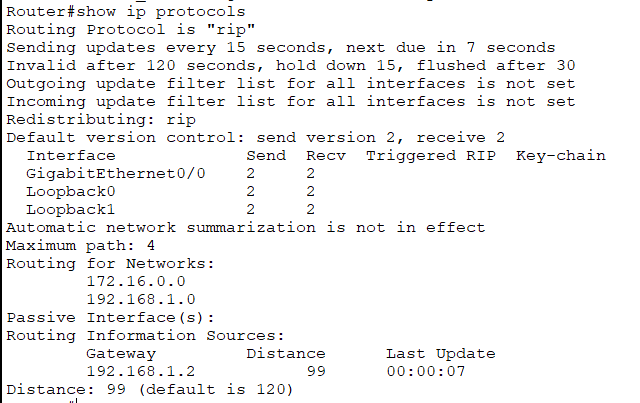 Router#show ip protocols
Routing Protocol is "rip"
Sending updates every 15 seconds, next due in 7 seconds
Invalid after 120 seconds, hold down 15, flushed after 30
Outgoing update filter list for all interfaces is not set
Incoming update filter list for all interfaces is not set
Redistributing: rip
Default version control: send version 2, receive 2
Interface Send Recv Triggered RIP Key-chain
GigabitEthernet0/0 2 2
Loopback0 2 2
Loopback1 2 2
Automatic network summarization is not in effect
Maximum path: 4
Routing for Networks:
172.16.0.0
192.168.1.0
Passive Interface(s):
Routing Information Sources:
Gateway Distance Last Update
192.168.1.2 99 00:00:07
Distance: 99 (default is 120)